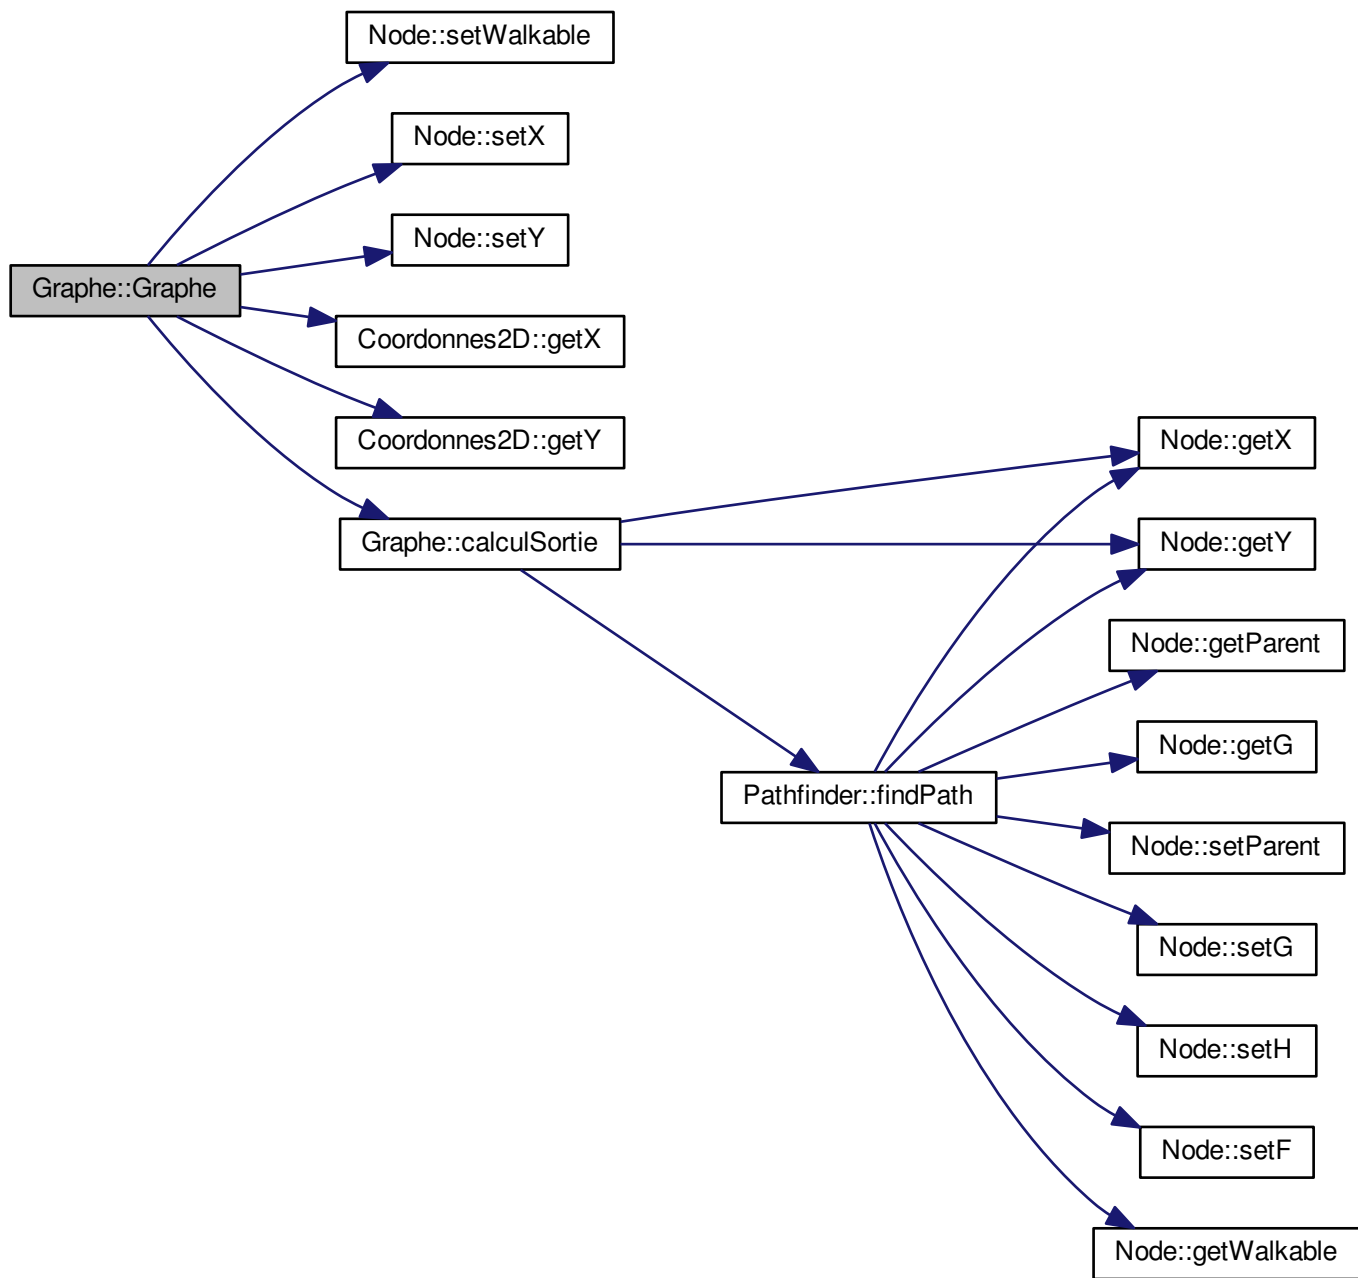 Node::setWalkable
Node::setX
Node::setY
Graphe::Graphe
Coordonnes2D::getX
Coordonnes2D::getY
Node::getX
Graphe::calculSortie
Node::getY
Node::getParent
Node::getG
Pathfinder::findPath
Node::setParent
Node::setG
Node::setH
Node::setF
Node::getWalkable